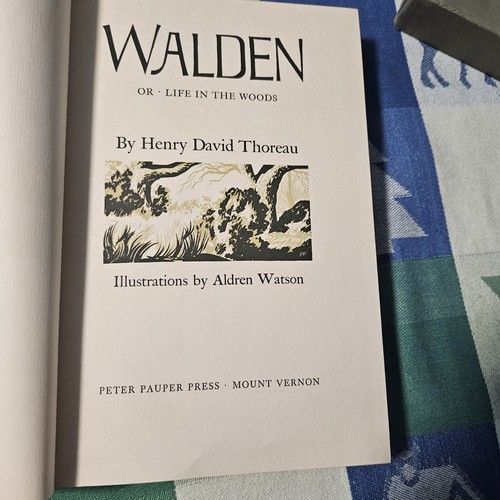 WALDEN
OR · LIFE IN THE WOODS
By Henry David Thoreau
Illustrations by Aldren Watson
PETER PAUPER PRESS · MOUNT VERNON